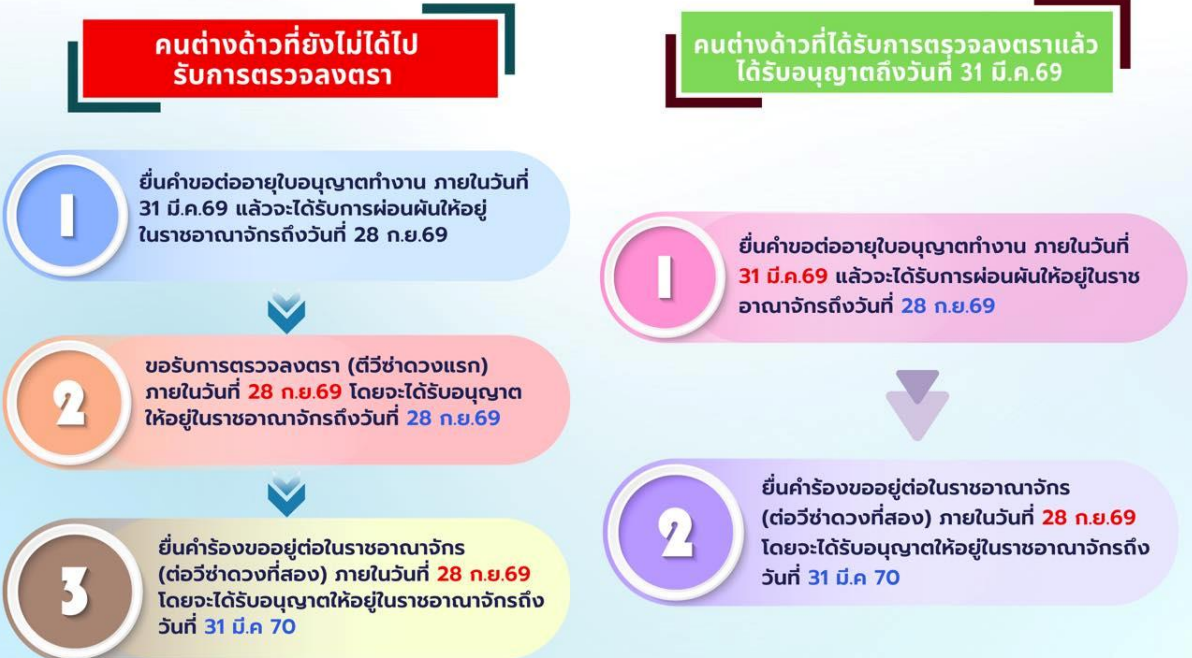 คนต่างด้าวที่ยังไม่ได้ไป
รับการตรวจลงตรา
1
ยื่นคำขอต่ออายุใบอนุญาตทำงาน ภายในวันที่
31 มี.ค.69 แล้วจะได้รับการผ่อนผันให้อยู่
ในราชอาณาจักรถึงวันที่ 28 ก.ย.69
2
ขอรับการตรวจลงตรา (ตีวีซ่าดวงแรก)
ภายในวันที่ 28 ก.ย.69 โดยจะได้รับอนุญาต
ให้อยู่ในราชอาณาจักรถึงวันที่ 28 ก.ย.69
3
ยื่นคำร้องขออยู่ต่อในราชอาณาจักร
(ต่อวีซ่าดวงที่สอง) ภายในวันที่ 28 ก.ย.69
โดยจะได้รับอนุญาตให้อยู่ในราชอาณาจักรถึง
วันที่ 31 มี.ค 70
คนต่างด้าวที่ได้รับการตรวจลงตราแล้ว
ได้รับอนุญาตถึงวันที่ 31 มี.ค.69
1
ยื่นคำขอต่ออายุใบอนุญาตทำงาน ภายในวันที่
31 มี.ค.69 แล้วจะได้รับการผ่อนผันให้อยู่ในราช
อาณาจักรถึงวันที่ 28 ก.ย.69
2
ยื่นคำร้องขออยู่ต่อในราชอาณาจักร
(ต่อวีซ่าดวงที่สอง) ภายในวันที่ 28 ก.ย.69
โดยจะได้รับอนุญาตให้อยู่ในราชอาณาจักรถึง
วันที่ 31 มี.ค 70